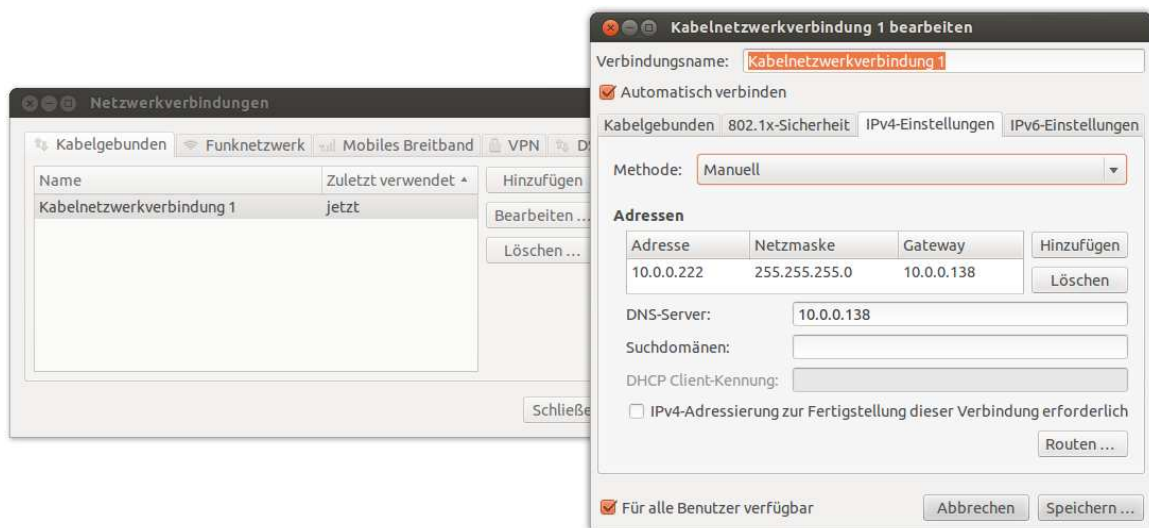 Netzwerkverbindungen
Kabelgebunden Funknetzwerk Mobiles Breitband VPN
Name Zuletzt verwendet
Kabelnetzwerkverbindung 1 jetzt
Hinzufügen
Bearbeiten ...
Löschen ...
Kabelnetzwerkverbindung 1 bearbeiten
Verbindungsname: Kabelnetzwerkverbindung 1
Automatisch verbinden
Kabelgebunden 802.1x-Sicherheit IPv4-Einstellungen IPv6-Einstellungen
Methode: Manuell
Adressen
Adresse Netzmaske Gateway Hinzufügen
10.0.0.222 255.255.255.0 10.0.0.138 Löschen
DNS-Server: 10.0.0.138
Suchdomänen:
DHCP Client-Kennung:
IPv4-Adressierung zur Fertigstellung dieser Verbindung erforderlich
Routen ...
Für alle Benutzer verfügbar Abbrechen Speichern ...